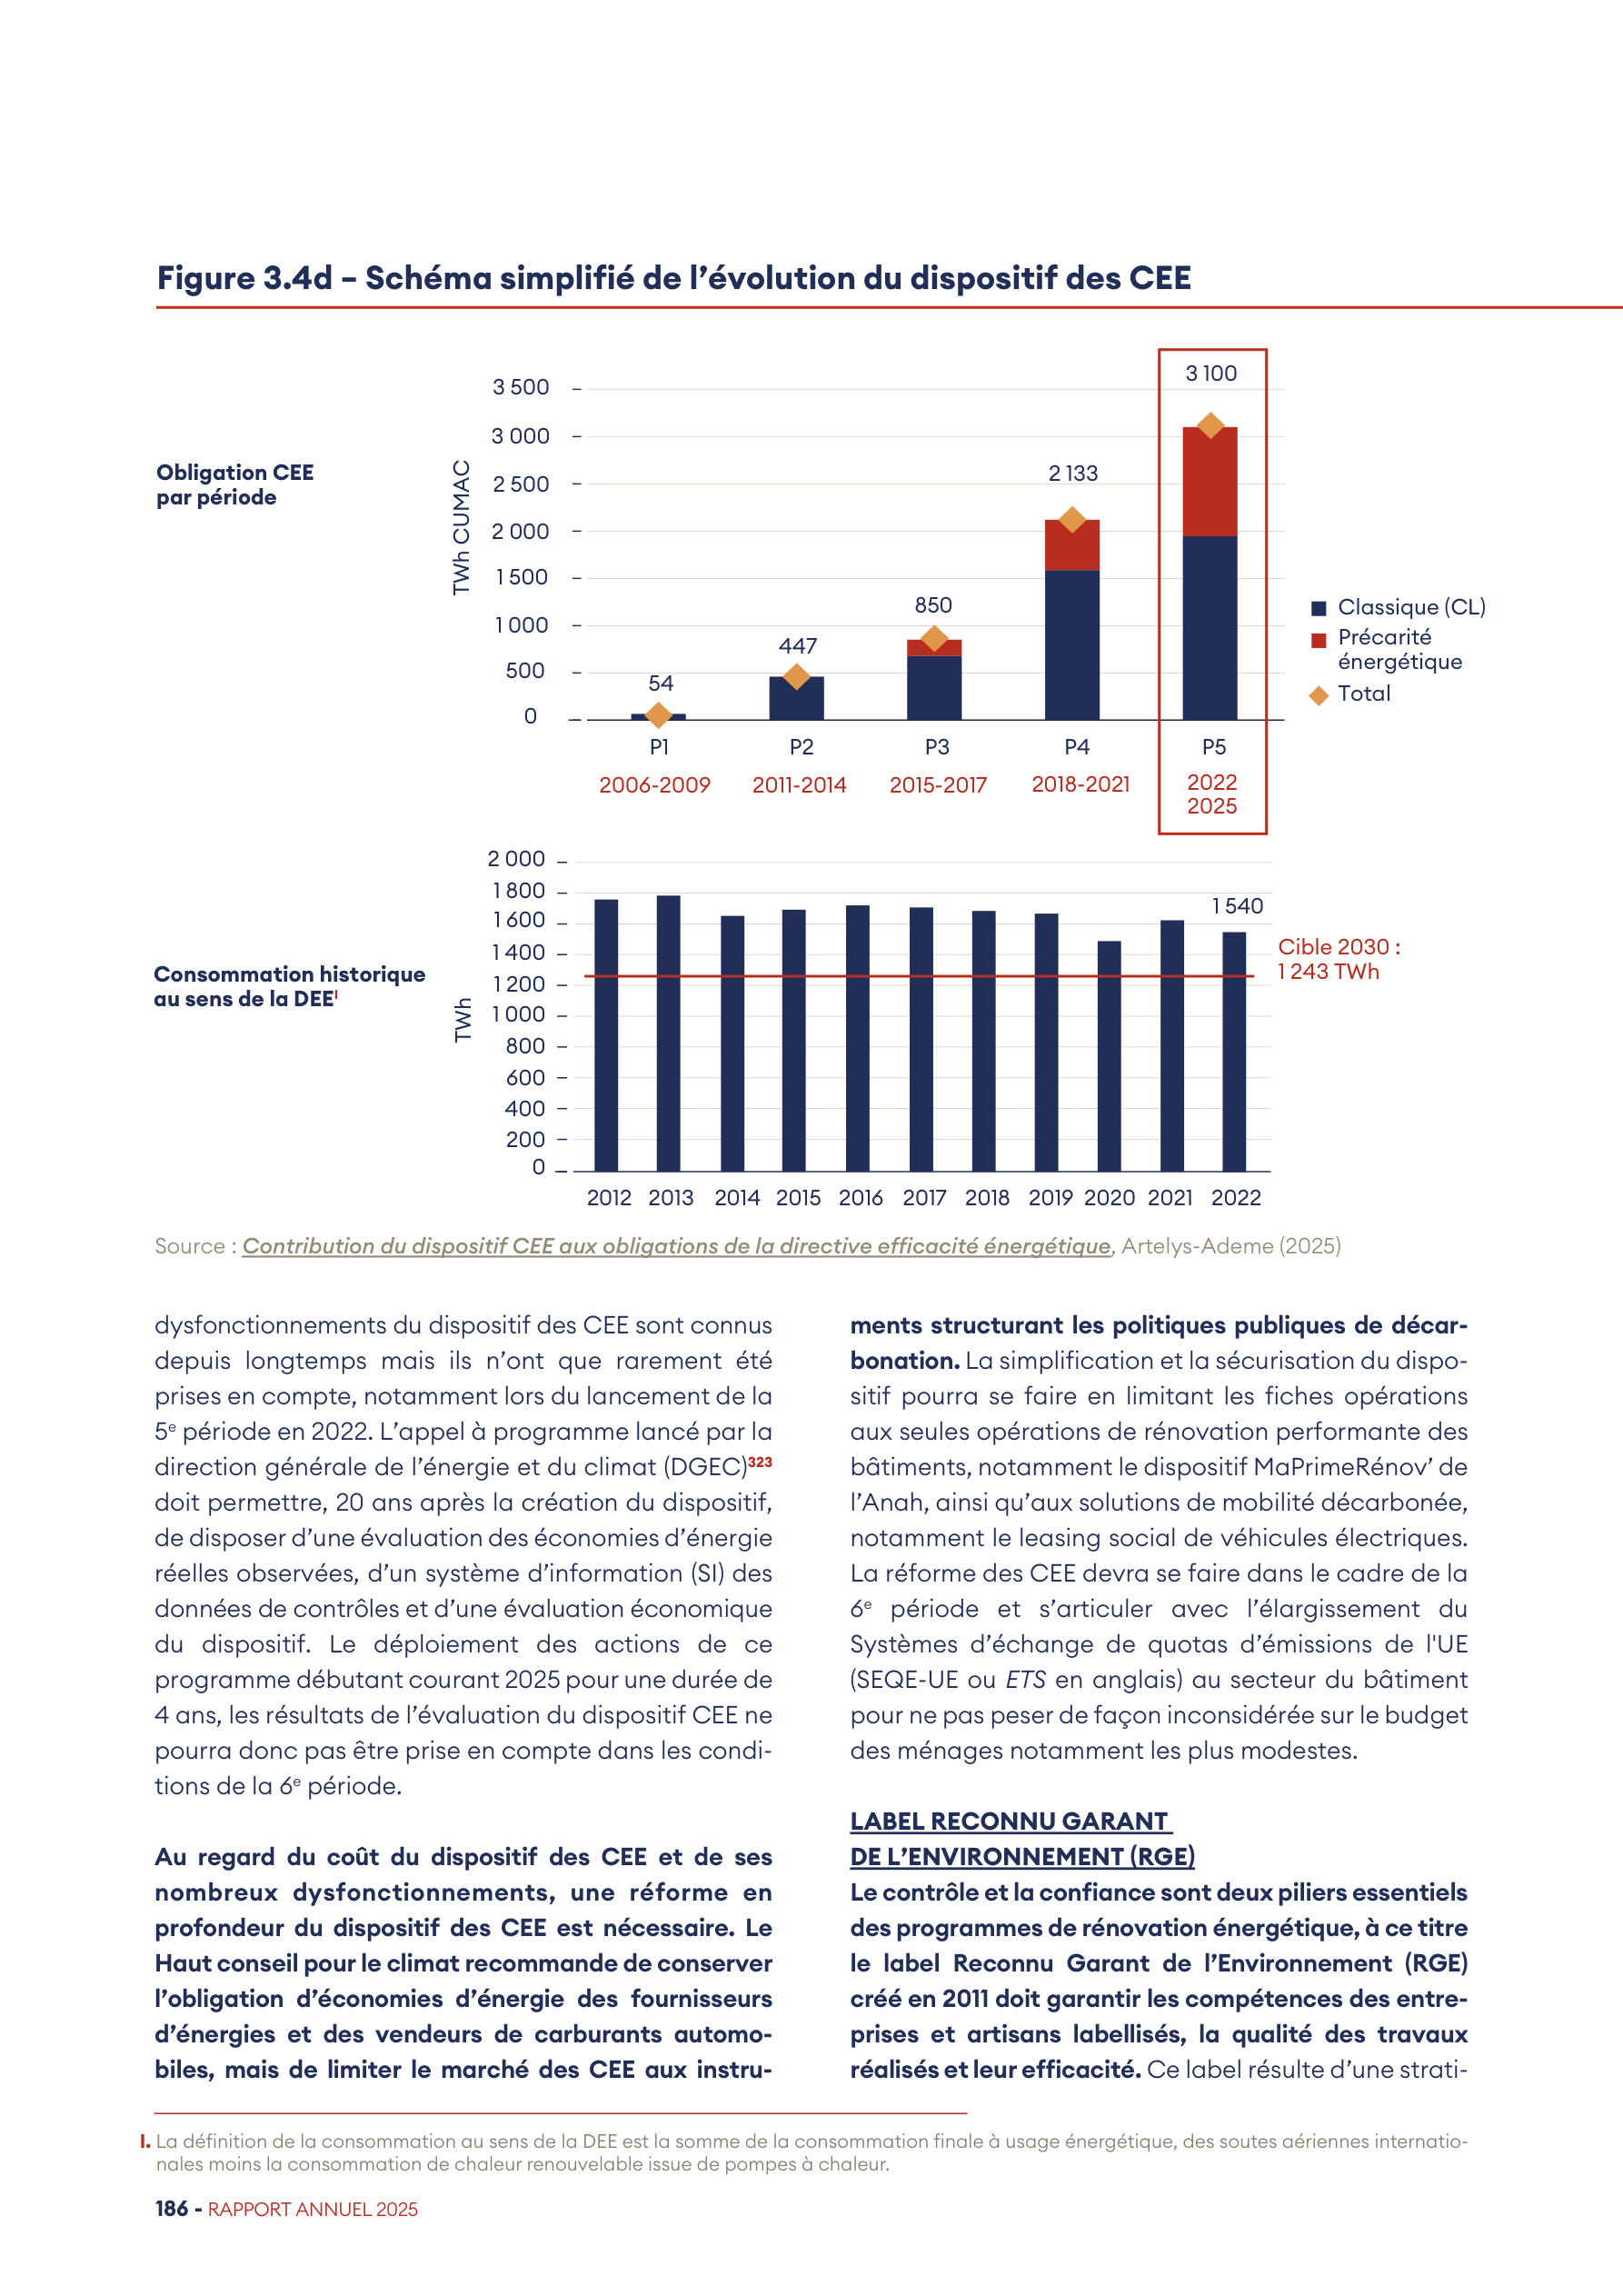 Figure 3.4d – Schéma simplifié de l’évolution du dispositif des CEE
Obligation CEE
par période
TWh CUMAC
3 500
3 000
2 500
2 000
1 500
1 000
500
0
54
447
850
2 133
3 100
P1
P2
P3
P4
P5
2006-2009
2011-2014
2015-2017
2018-2021
2022
2025
Classique (CL)
Précarité
énergétique
Total
Consommation historique
au sens de la DEEI
TWh
2 000
1 800
1 600
1 400
1 200
1 000
800
600
400
200
0
1 540
Cible 2030 :
1 243 TWh
2012 2013 2014 2015 2016 2017 2018 2019 2020 2021 2022
Source : Contribution du dispositif CEE aux obligations de la directive efficacité énergétique, Artelys-Ademe (2025)
dysfonctionnements du dispositif des CEE sont connus
depuis longtemps mais ils n’ont que rarement été
prises en compte, notamment lors du lancement de la
5e période en 2022. L’appel à programme lancé par la
direction générale de l’énergie et du climat (DGEC)323
doit permettre, 20 ans après la création du dispositif,
de disposer d’une évaluation des économies d’énergie
réelles observées, d’un système d’information (SI) des
données de contrôles et d’une évaluation économique
du dispositif. Le déploiement des actions de ce
programme débutant courant 2025 pour une durée de
4 ans, les résultats de l’évaluation du dispositif CEE ne
pourra donc pas être prise en compte dans les condi-
tions de la 6e période.
Au regard du coût du dispositif des CEE et de ses
nombreux dysfonctionnements, une réforme en
profondeur du dispositif des CEE est nécessaire. Le
Haut conseil pour le climat recommande de conserver
l’obligation d’économies d’énergie des fournisseurs
d’énergies et des vendeurs de carburants automo-
biles, mais de limiter le marché des CEE aux instru-
ments structurant les politiques publiques de décar-
bonation. La simplification et la sécurisation du dispo-
sitif pourra se faire en limitant les fiches opérations
aux seules opérations de rénovation performante des
bâtiments, notamment le dispositif MaPrimeRénov’ de
l’Anah, ainsi qu’aux solutions de mobilité décarbonée,
notamment le leasing social de véhicules électriques.
La réforme des CEE devra se faire dans le cadre de la
6e période et s’articuler avec l’élargissement du
Systèmes d’échange de quotas d’émissions de l'UE
(SEQE-UE ou ETS en anglais) au secteur du bâtiment
pour ne pas peser de façon inconsidérée sur le budget
des ménages notamment les plus modestes.
LABEL RECONNU GARANT
DE L’ENVIRONNEMENT (RGE)
Le contrôle et la confiance sont deux piliers essentiels
des programmes de rénovation énergétique, à ce titre
le label Reconnu Garant de l’Environnement (RGE)
créé en 2011 doit garantir les compétences des entre-
prises et artisans labellisés, la qualité des travaux
réalisés et leur efficacité. Ce label résulte d’une strati-
I. La définition de la consommation au sens de la DEE est la somme de la consommation finale à usage énergétique, des soutes aériennes internatio-
nales moins la consommation de chaleur renouvelable issue de pompes à chaleur.
186 - RAPPORT ANNUEL 2025